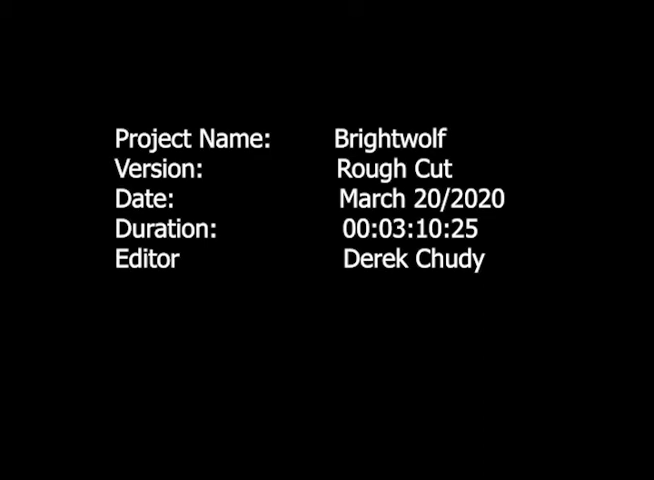 Project Name: Brightwolf
Version: Rough Cut
Date: March 20/2020
Duration: 00:03:10:25
Editor Derek Chudy